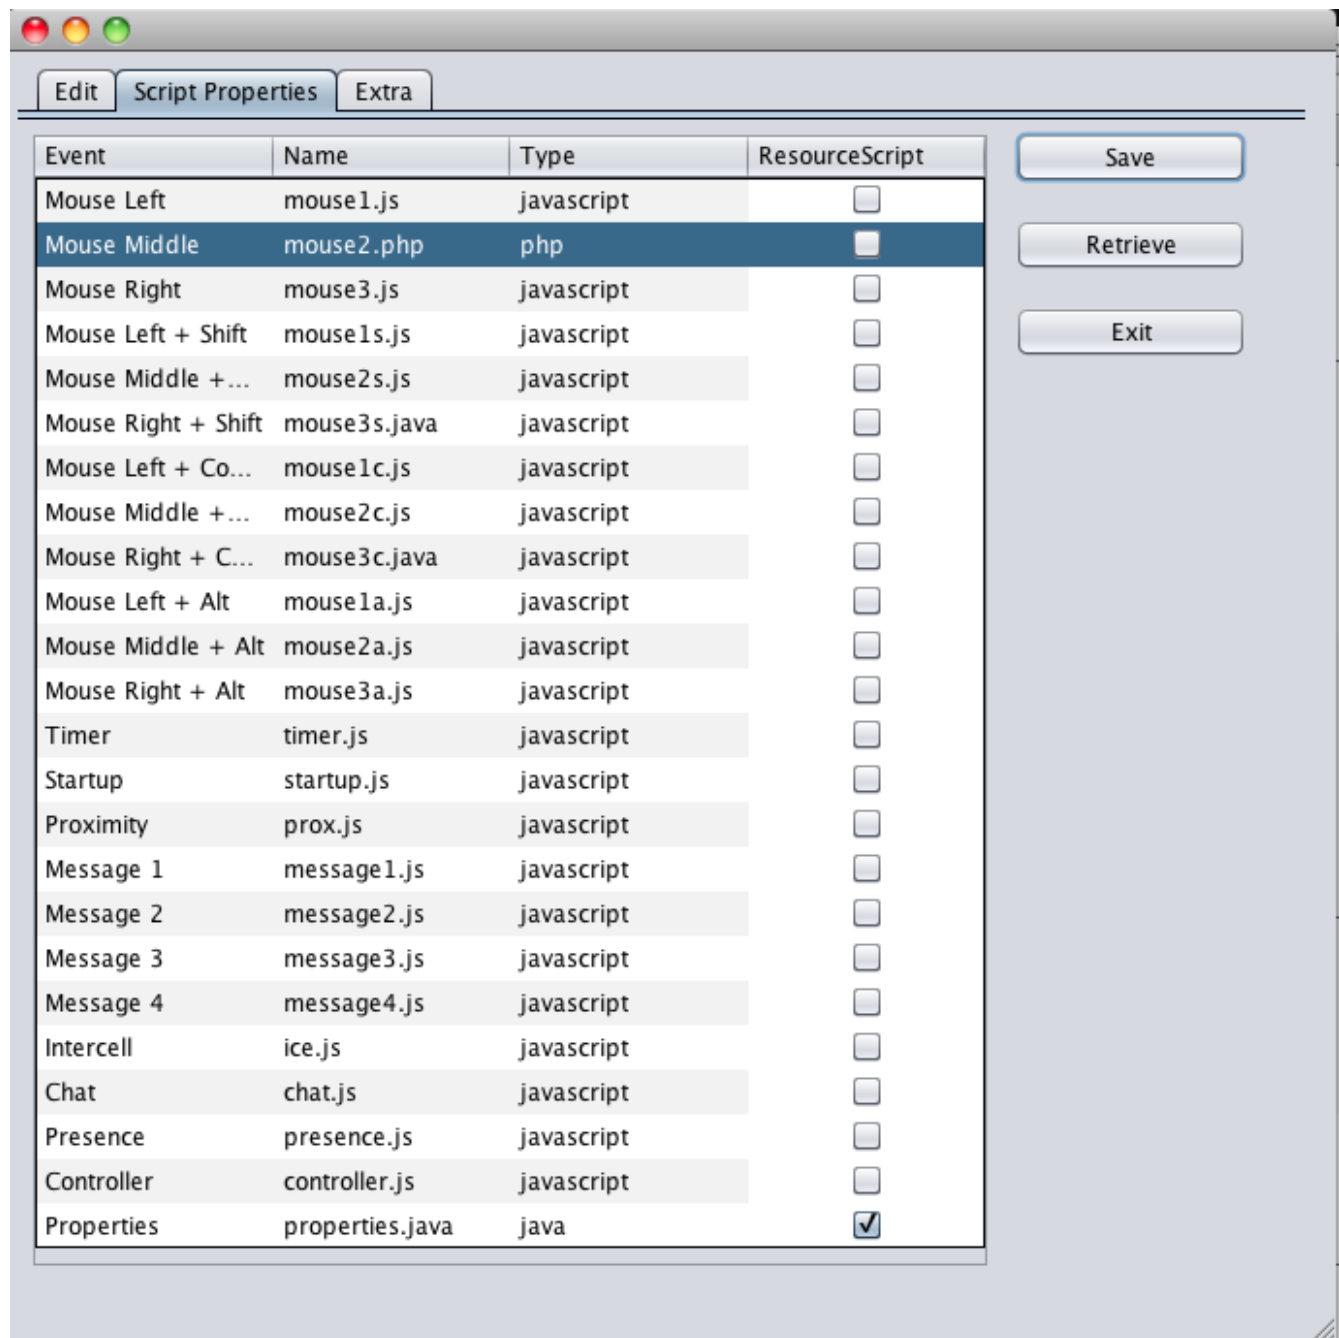 Edit Script Properties Extra
Event Name Type ResourceScript
Save
Mouse Left mouse1.js javascript
Mouse Middle mouse2.php php
Retrieve
Mouse Right mouse3.js javascript
Mouse Left + Shift mouse1s.js javascript
Exit
Mouse Middle +... mouse2s.js javascript
Mouse Right + Shift mouse3s.java javascript
Mouse Left + Co... mouse1c.js javascript
Mouse Middle +... mouse2c.js javascript
Mouse Right + C... mouse3c.java javascript
Mouse Left + Alt mouse1a.js javascript
Mouse Middle + Alt mouse2a.js javascript
Mouse Right + Alt mouse3a.js javascript
Timer timer.js javascript
Startup startup.js javascript
Proximity prox.js javascript
Message 1 message1.js javascript
Message 2 message2.js javascript
Message 3 message3.js javascript
Message 4 message4.js javascript
Intercell ice.js javascript
Chat chat.js javascript
Presence presence.js javascript
Controller controller.js javascript
Properties properties.java java